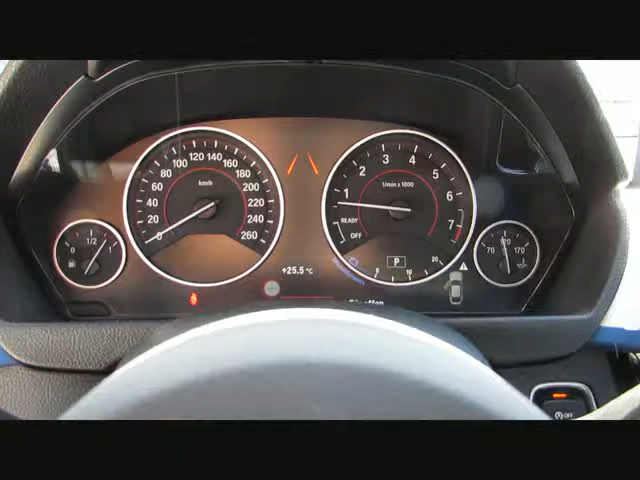 0 20 40 60 80 100 120 140 160 180 200 220 240 260
km/h
1 2 3 4 5 6 7
1/min x 1000
READY
OFF
0 1/2 1
70 120 170
P
0 10 20
+25.5 °C
OFF